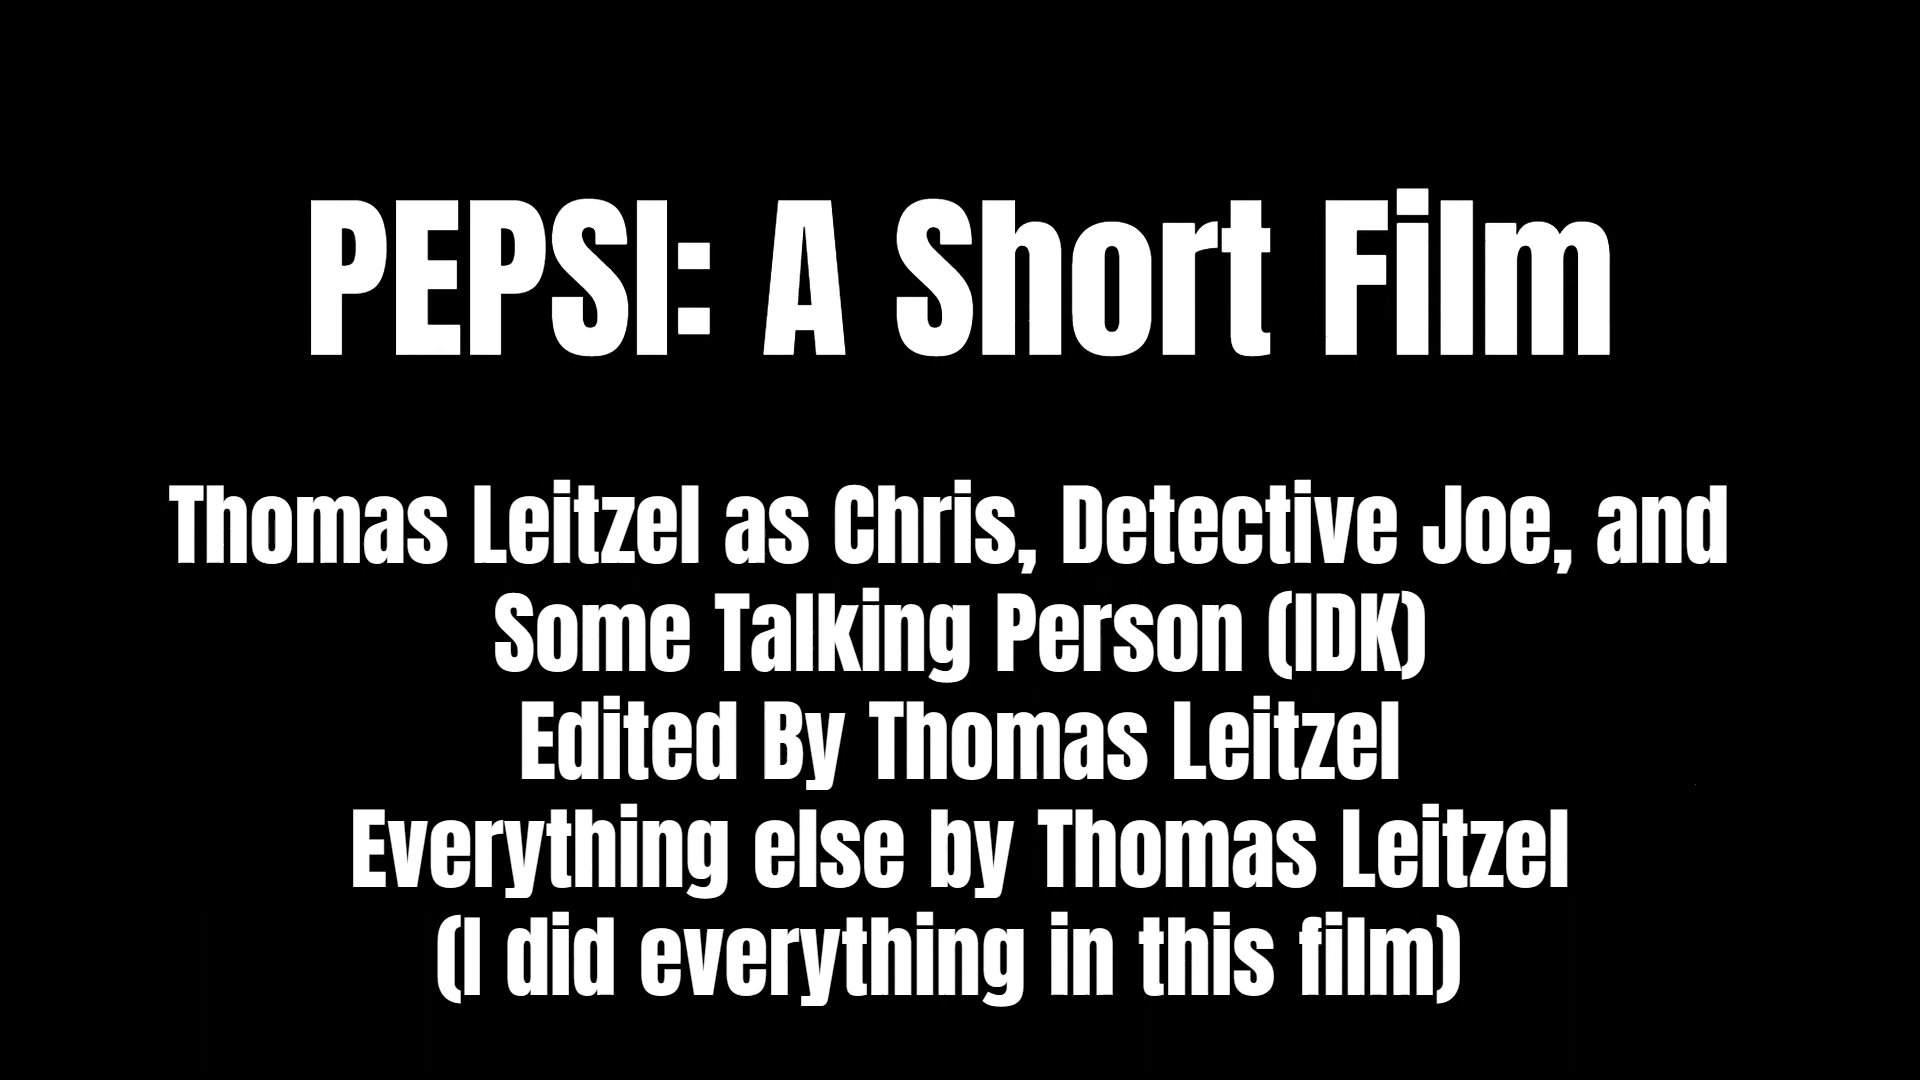 PEPSI: A Short Film
Thomas Leitzel as Chris, Detective Joe, and
Some Talking Person (IDK)
Edited By Thomas Leitzel
Everything else by Thomas Leitzel
(I did everything in this film)